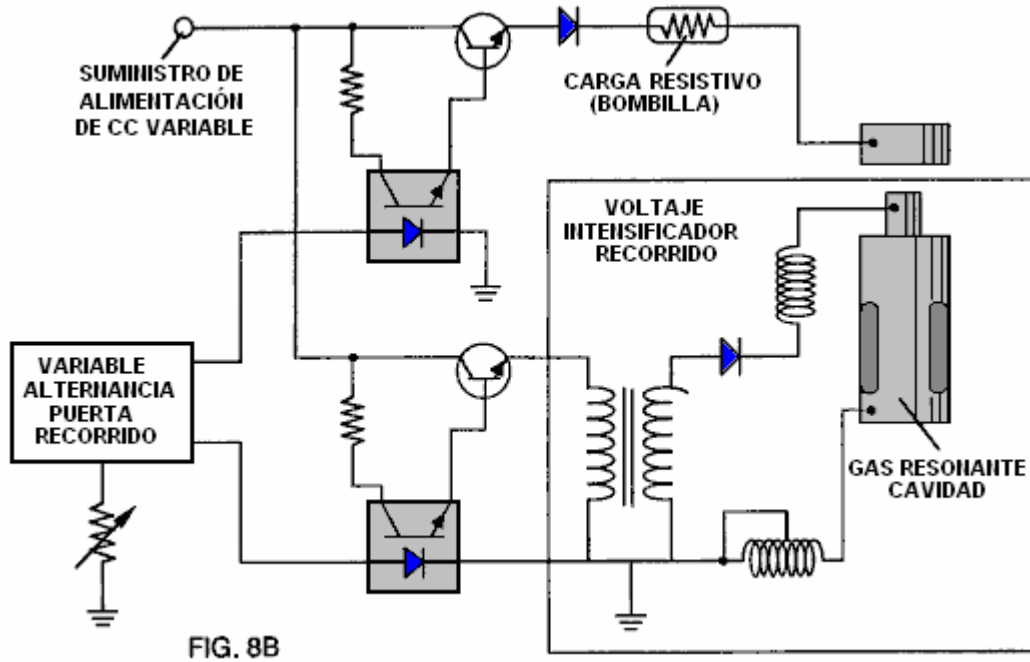 SUMINISTRO DE
ALIMENTACIÓN
DE CC VARIABLE
CARGA RESISTIVO
(BOMBILLA)
VOLTAJE
INTENSIFICADOR
RECORRIDO
VARIABLE
ALTERNANCIA
PUERTA
RECORRIDO
GAS RESONANTE
CAVIDAD
FIG. 8B